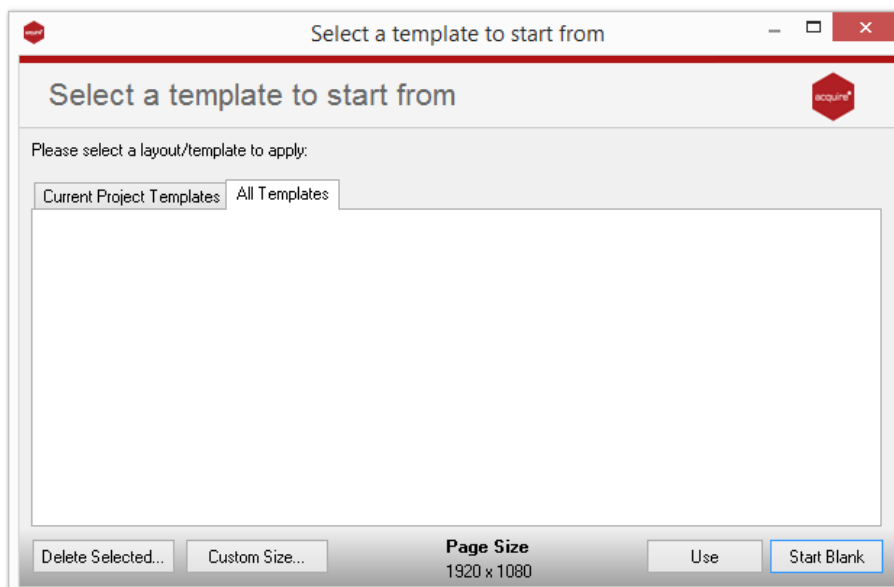 acquire
Select a template to start from
Select a template to start from
acquire
Please select a layout/template to apply:
Current Project Templates All Templates
Delete Selected... Custom Size... Page Size Use Start Blank
1920 x 1080